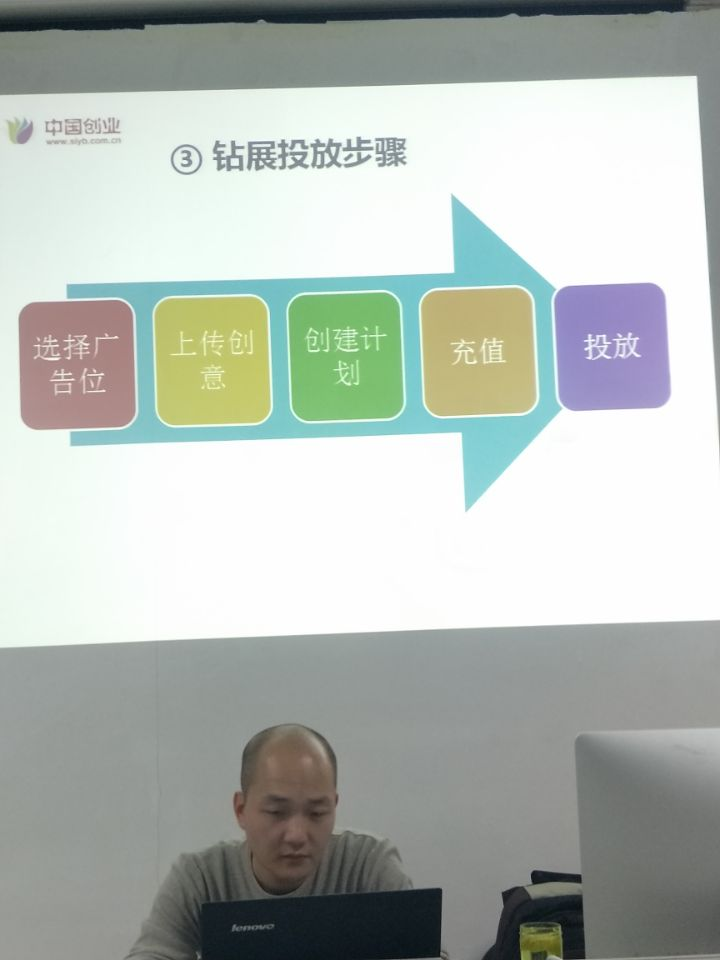 中国创业
www.siyb.com.cn
③ 钻展投放步骤
选择广
告位
上传创
意
创建计
划
充值
投放
lenovo